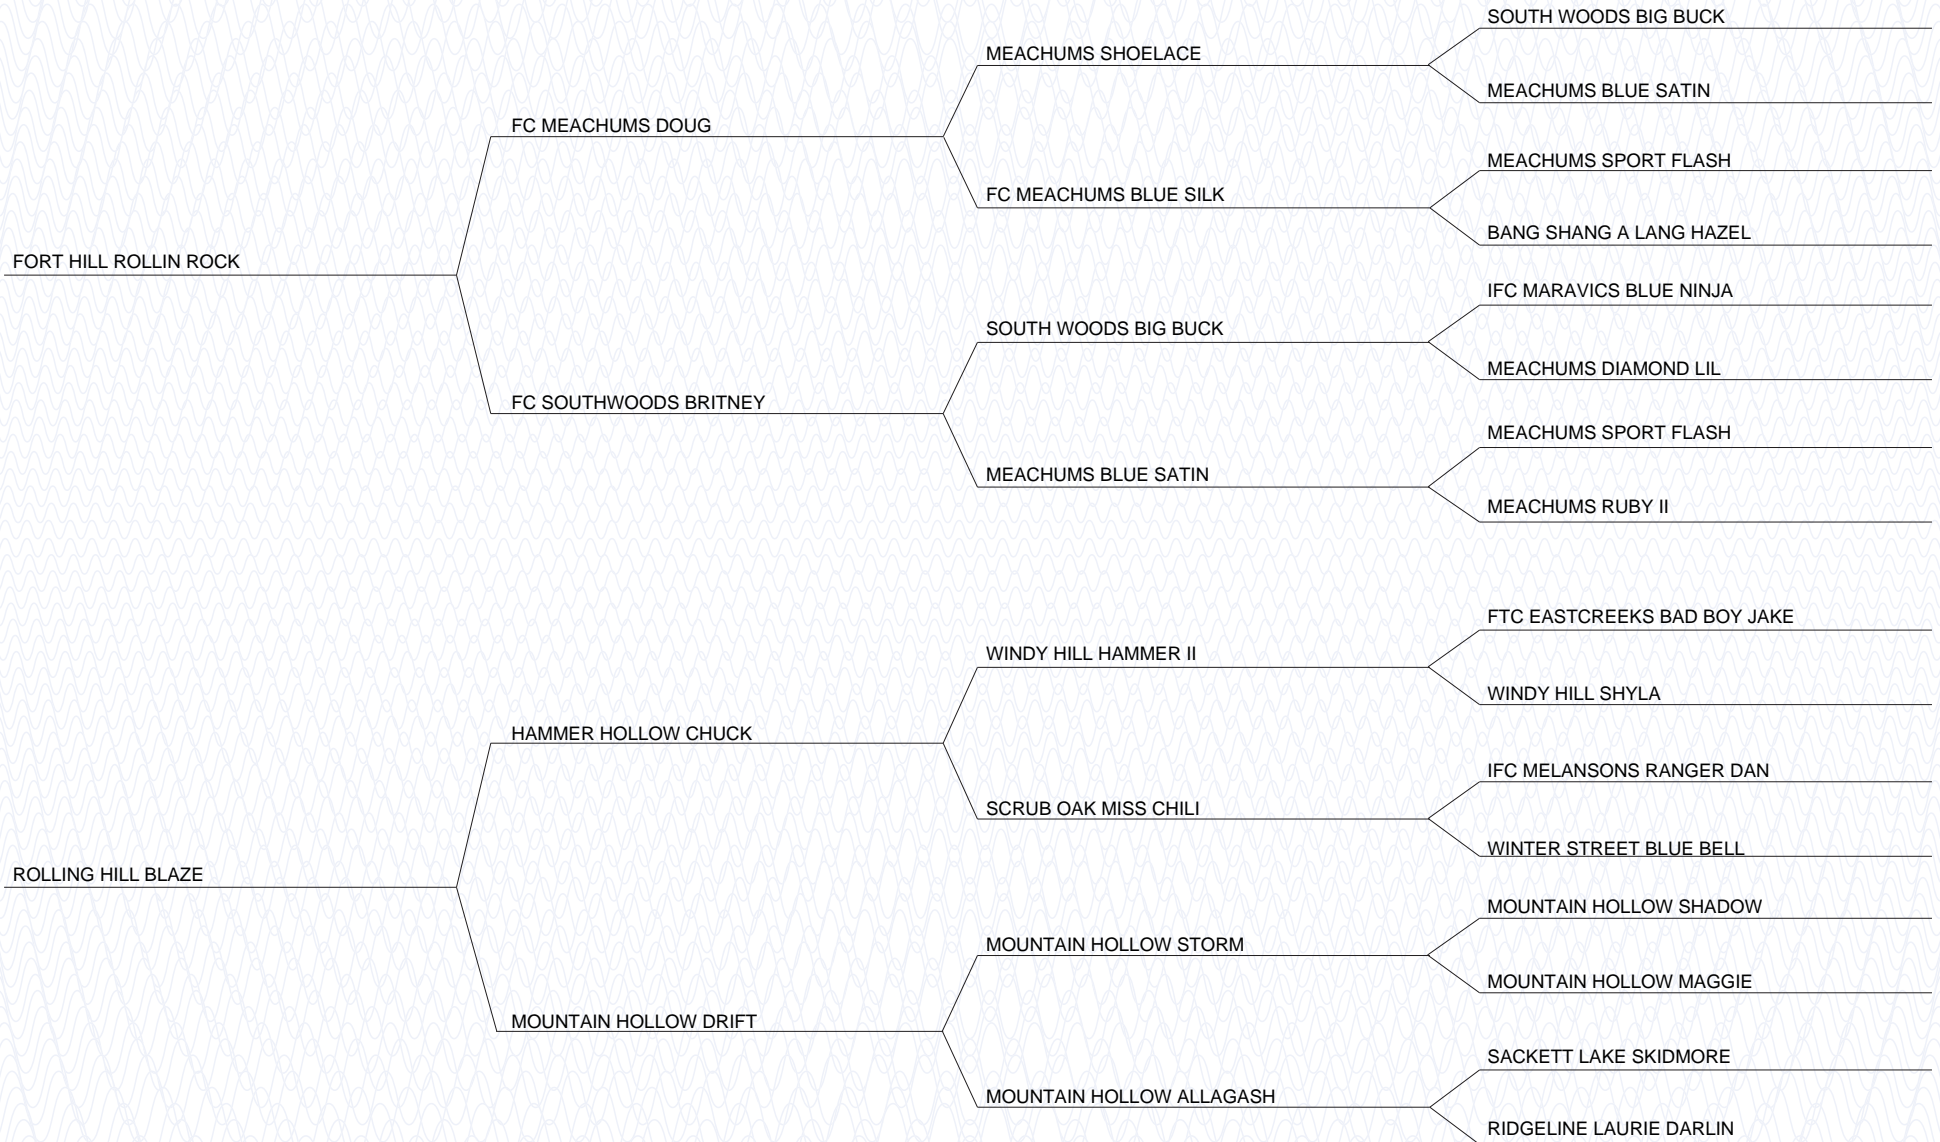 SOUTH WOODS BIG BUCK
MEACHUMS SHOELACE
MEACHUMS BLUE SATIN
FC MEACHUMS DOUG
MEACHUMS SPORT FLASH
FC MEACHUMS BLUE SILK
BANG SHANG A LANG HAZEL
FORT HILL ROLLIN ROCK
IFC MARAVICS BLUE NINJA
SOUTH WOODS BIG BUCK
MEACHUMS DIAMOND LIL
FC SOUTHWOODS BRITNEY
MEACHUMS SPORT FLASH
MEACHUMS BLUE SATIN
MEACHUMS RUBY II
FTC EASTCREEKS BAD BOY JAKE
WINDY HILL HAMMER II
WINDY HILL SHYLA
HAMMER HOLLOW CHUCK
IFC MELANSONS RANGER DAN
SCRUB OAK MISS CHILI
WINTER STREET BLUE BELL
ROLLING HILL BLAZE
MOUNTAIN HOLLOW SHADOW
MOUNTAIN HOLLOW STORM
MOUNTAIN HOLLOW MAGGIE
MOUNTAIN HOLLOW DRIFT
SACKETT LAKE SKIDMORE
MOUNTAIN HOLLOW ALLAGASH
RIDGELINE LAURIE DARLIN